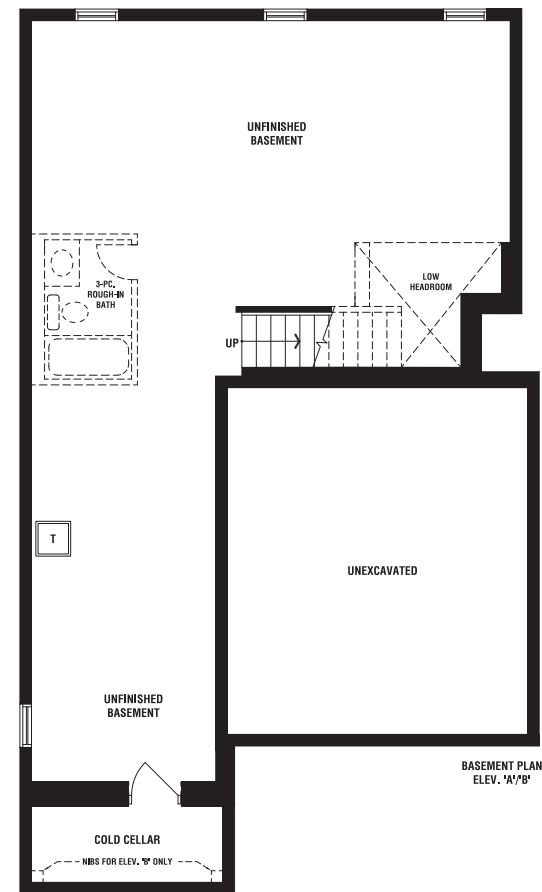 UNFINISHED
BASEMENT
LOW
HEADROOM
3-PC.
ROUGH-IN
BATH
UP
T
UNEXCAVATED
UNFINISHED
BASEMENT
BASEMENT PLAN
ELEV. 'A'/'B'
COLD CELLAR
NIBS FOR ELEV. 'B' ONLY